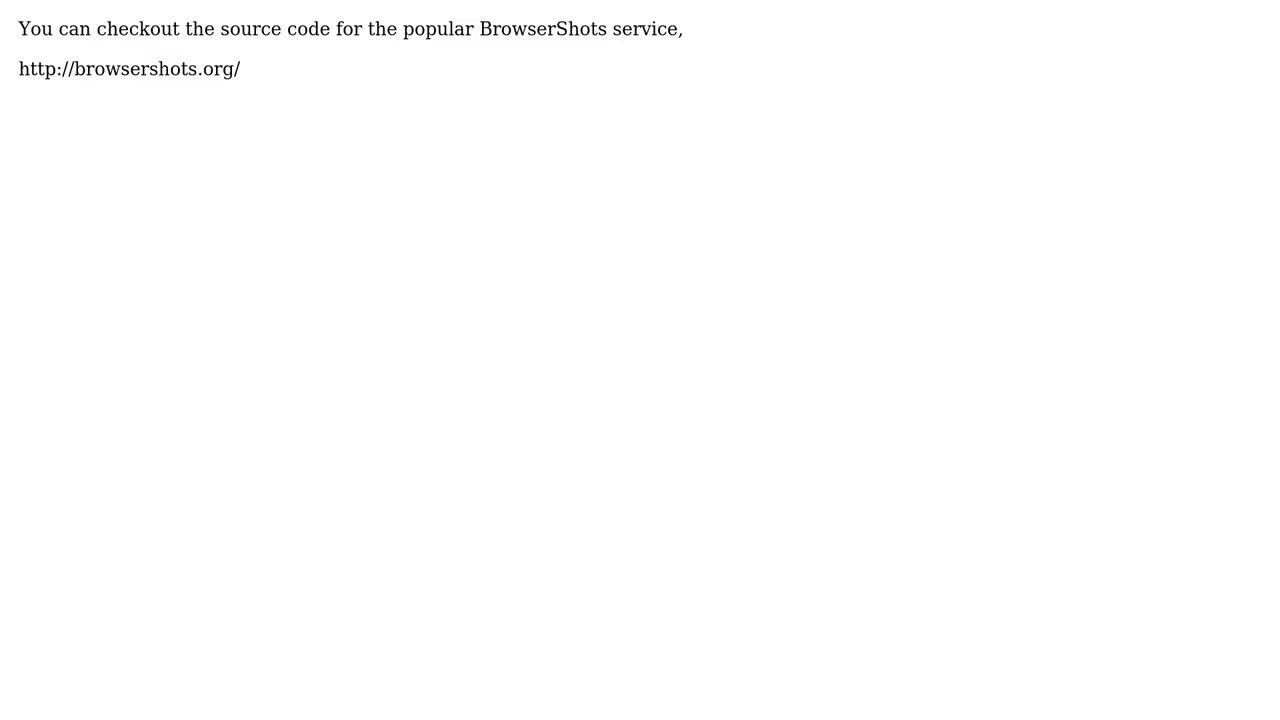 You can checkout the source code for the popular BrowserShots service,
http://browsershots.org/